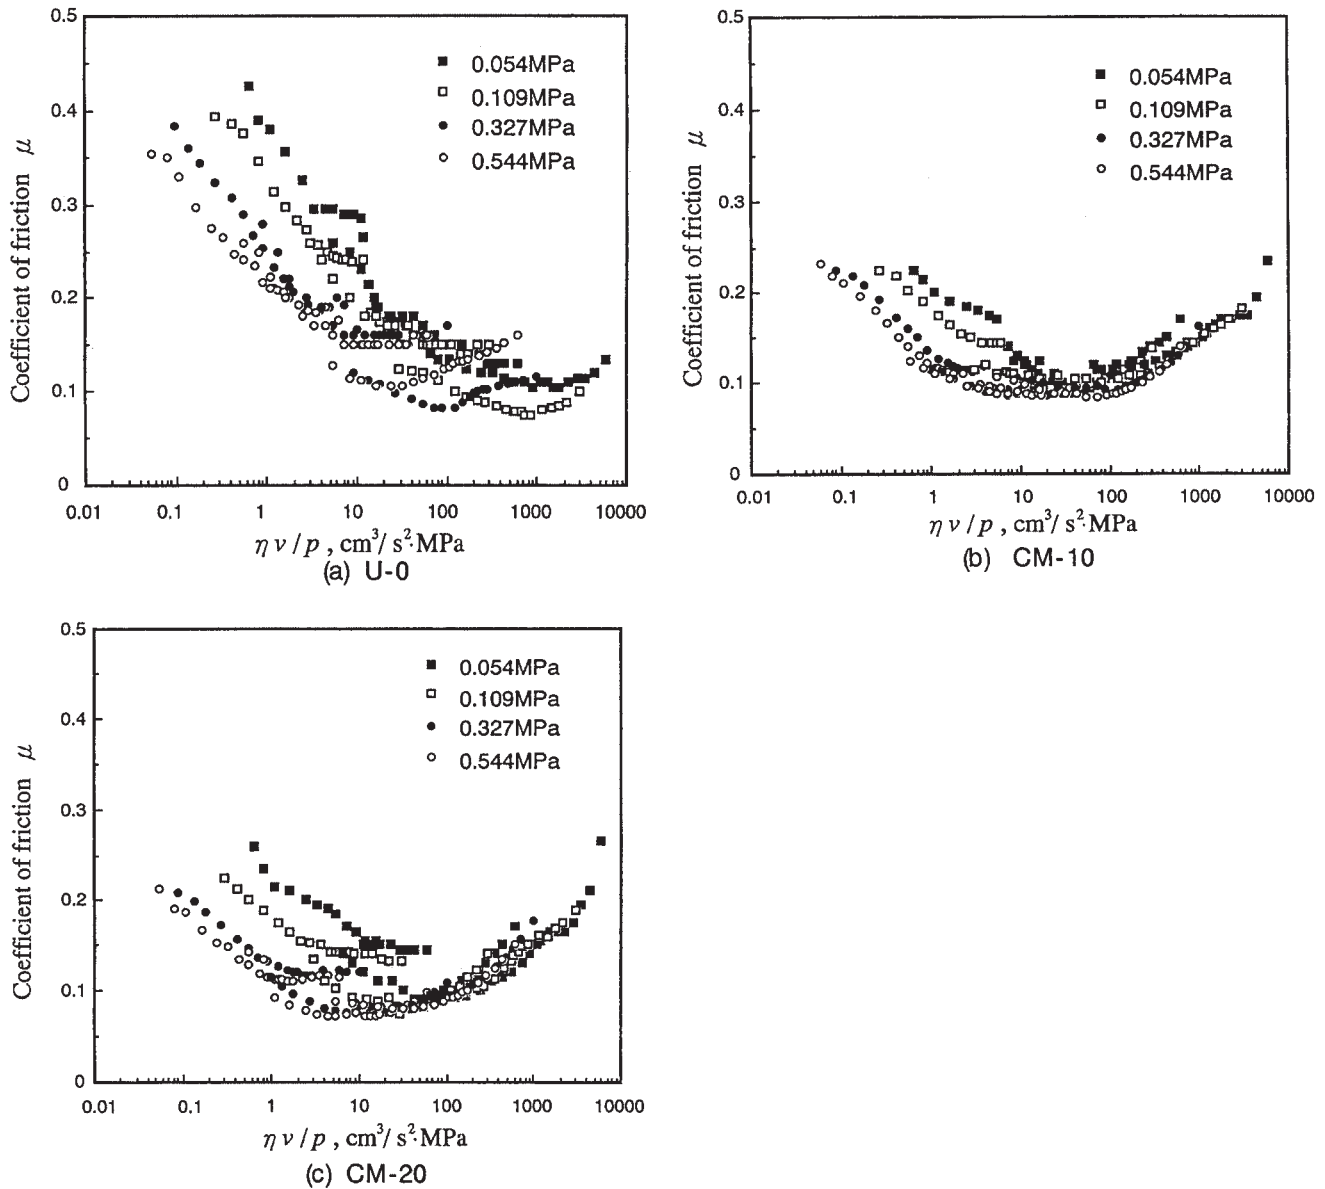 0.5
0.4
0.3
0.2
0.1
0
Coefficient of friction μ
0.054MPa
0.109MPa
0.327MPa
0.544MPa
0.01 0.1 1 10 100 1000 10000
η v / p , cm³/ s²·MPa
(a) U-0
0.5
0.4
0.3
0.2
0.1
0
Coefficient of friction μ
0.054MPa
0.109MPa
0.327MPa
0.544MPa
0.01 0.1 1 10 100 1000 10000
η v / p , cm³/ s²·MPa
(b) CM-10
0.5
0.4
0.3
0.2
0.1
0
Coefficient of friction μ
0.054MPa
0.109MPa
0.327MPa
0.544MPa
0.01 0.1 1 10 100 1000 10000
η v / p , cm³/ s²·MPa
(c) CM-20